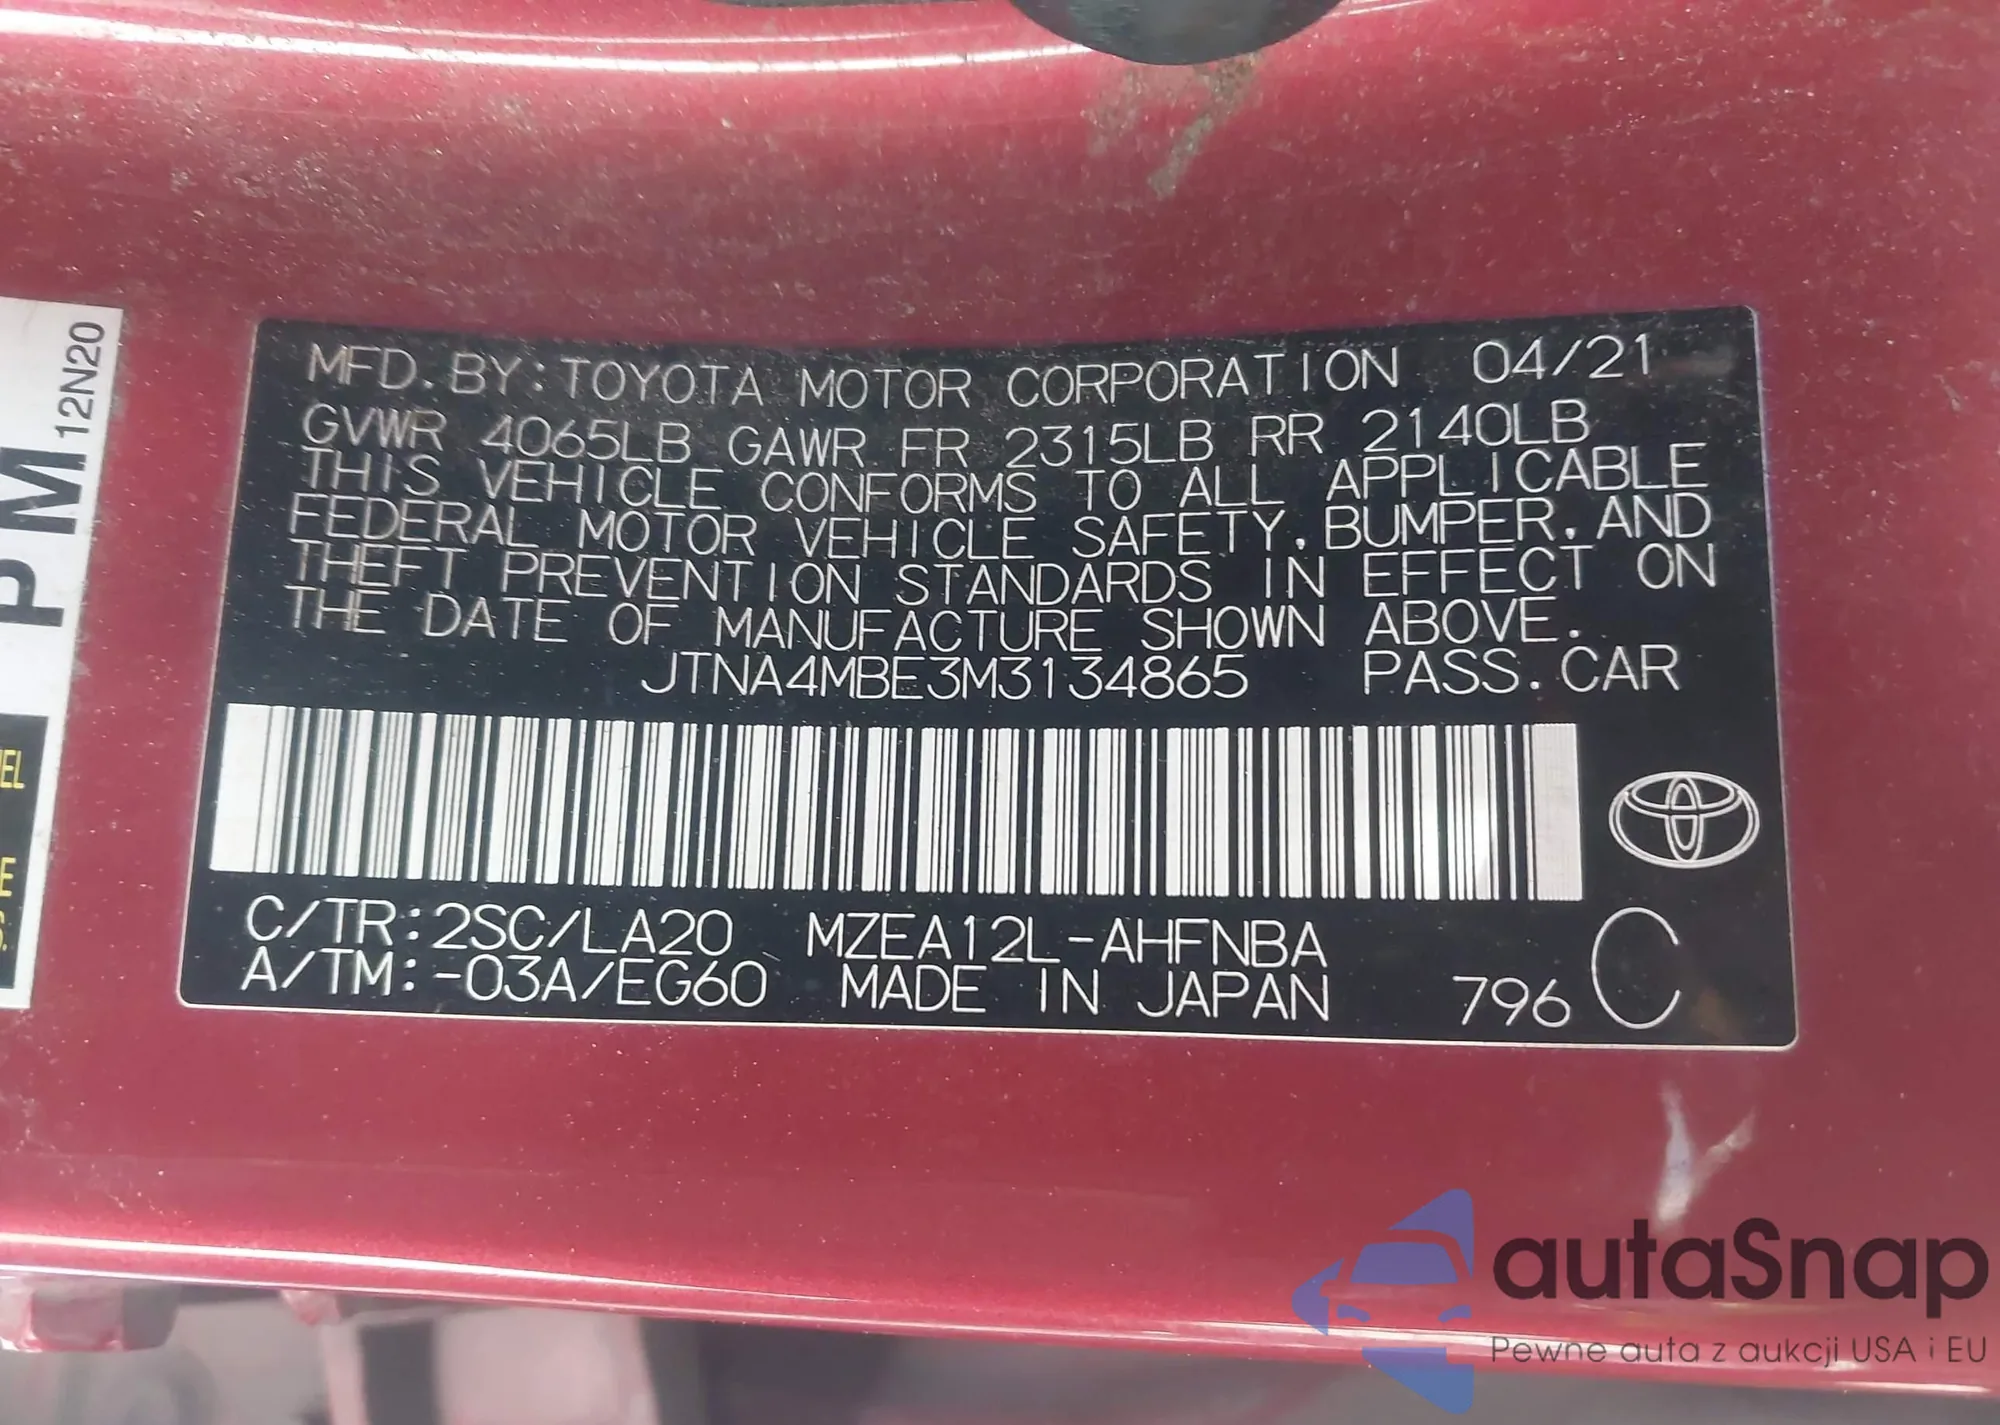 12N20
PM
MFD. BY: TOYOTA MOTOR CORPORATION 04/21
GVWR 4065LB GAWR FR 2315LB RR 2140LB
THIS VEHICLE CONFORMS TO ALL APPLICABLE
FEDERAL MOTOR VEHICLE SAFETY, BUMPER, AND
THEFT PREVENTION STANDARDS IN EFFECT ON
THE DATE OF MANUFACTURE SHOWN ABOVE.
JTNA4MBE3M3134865 PASS. CAR
C/TR: 2SC/LA20 MZEA12L-AHFNBA
A/TM: -03A/EG60 MADE IN JAPAN 796 C
autaSnap
Pewne auta z aukcji USA i EU